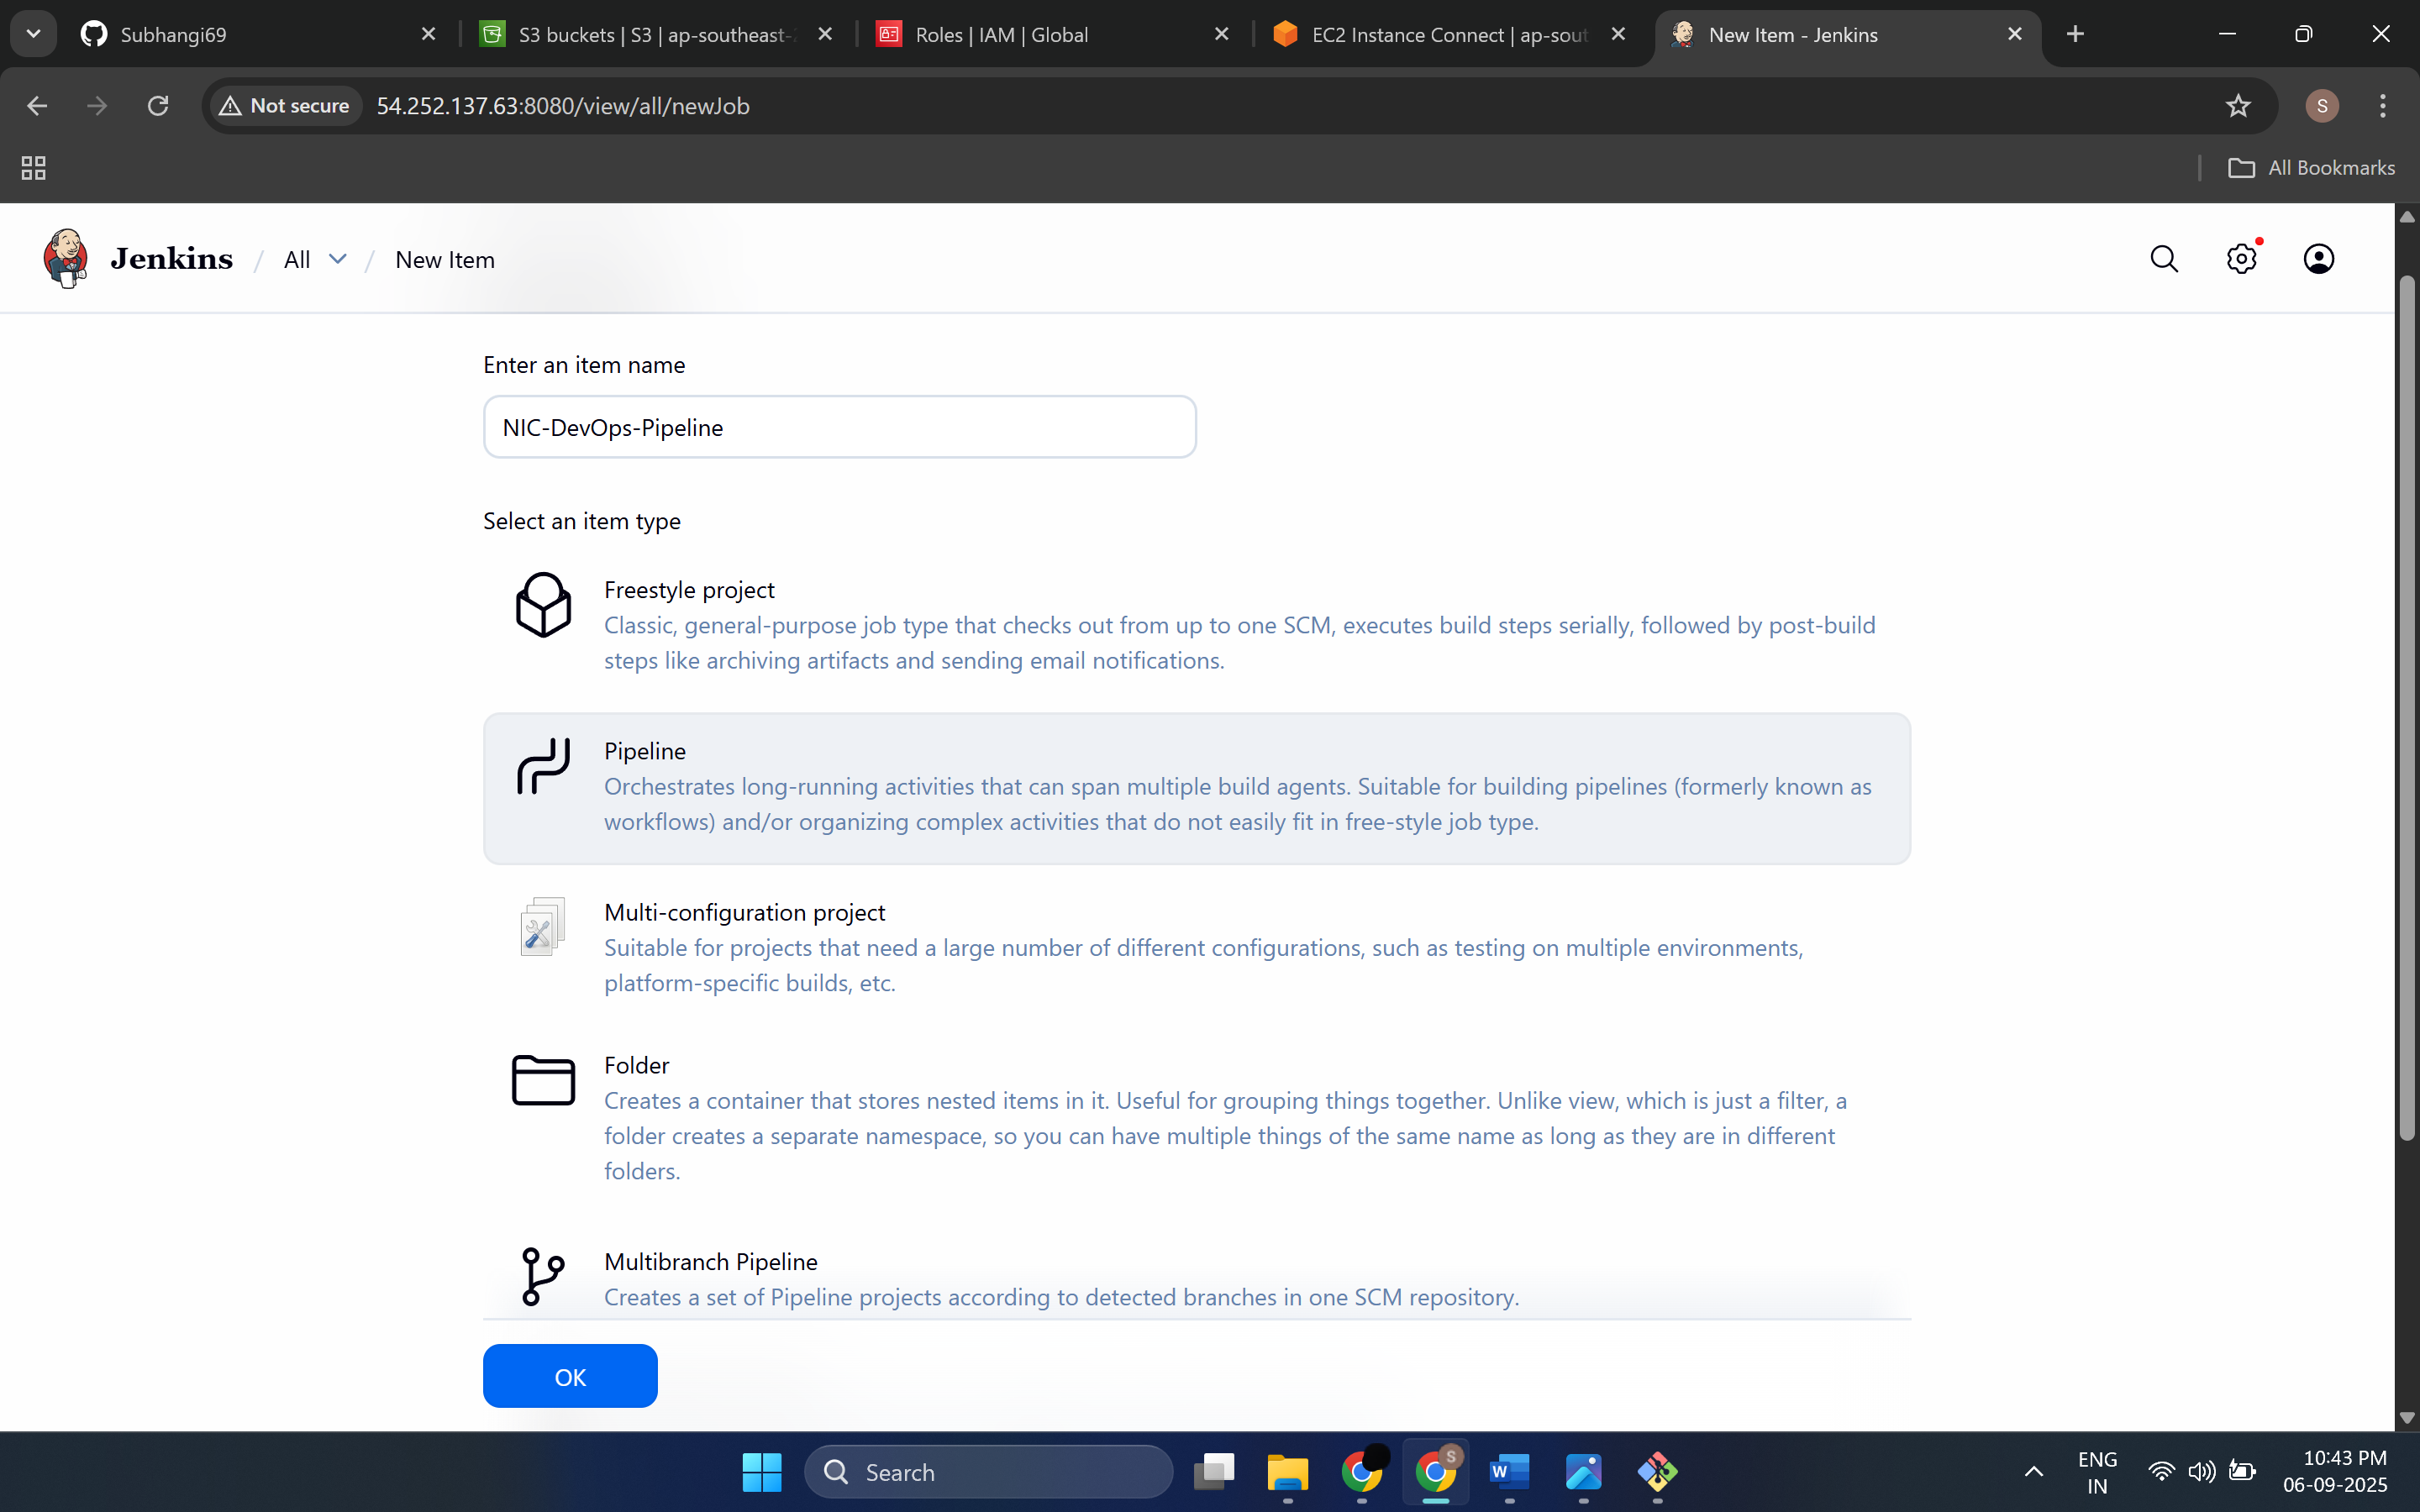 Subhangi69
S3 buckets | S3 | ap-southeast-2
Roles | IAM | Global
EC2 Instance Connect | ap-sout
New Item - Jenkins
Not secure
54.252.137.63:8080/view/all/newJob
S
All Bookmarks
Jenkins / All / New Item
Enter an item name
NIC-DevOps-Pipeline
Select an item type
Freestyle project
Classic, general-purpose job type that checks out from up to one SCM, executes build steps serially, followed by post-build
steps like archiving artifacts and sending email notifications.
Pipeline
Orchestrates long-running activities that can span multiple build agents. Suitable for building pipelines (formerly known as
workflows) and/or organizing complex activities that do not easily fit in free-style job type.
Multi-configuration project
Suitable for projects that need a large number of different configurations, such as testing on multiple environments,
platform-specific builds, etc.
Folder
Creates a container that stores nested items in it. Useful for grouping things together. Unlike view, which is just a filter, a
folder creates a separate namespace, so you can have multiple things of the same name as long as they are in different
folders.
Multibranch Pipeline
Creates a set of Pipeline projects according to detected branches in one SCM repository.
OK
Search
S
W
ENG
IN
10:43 PM
06-09-2025